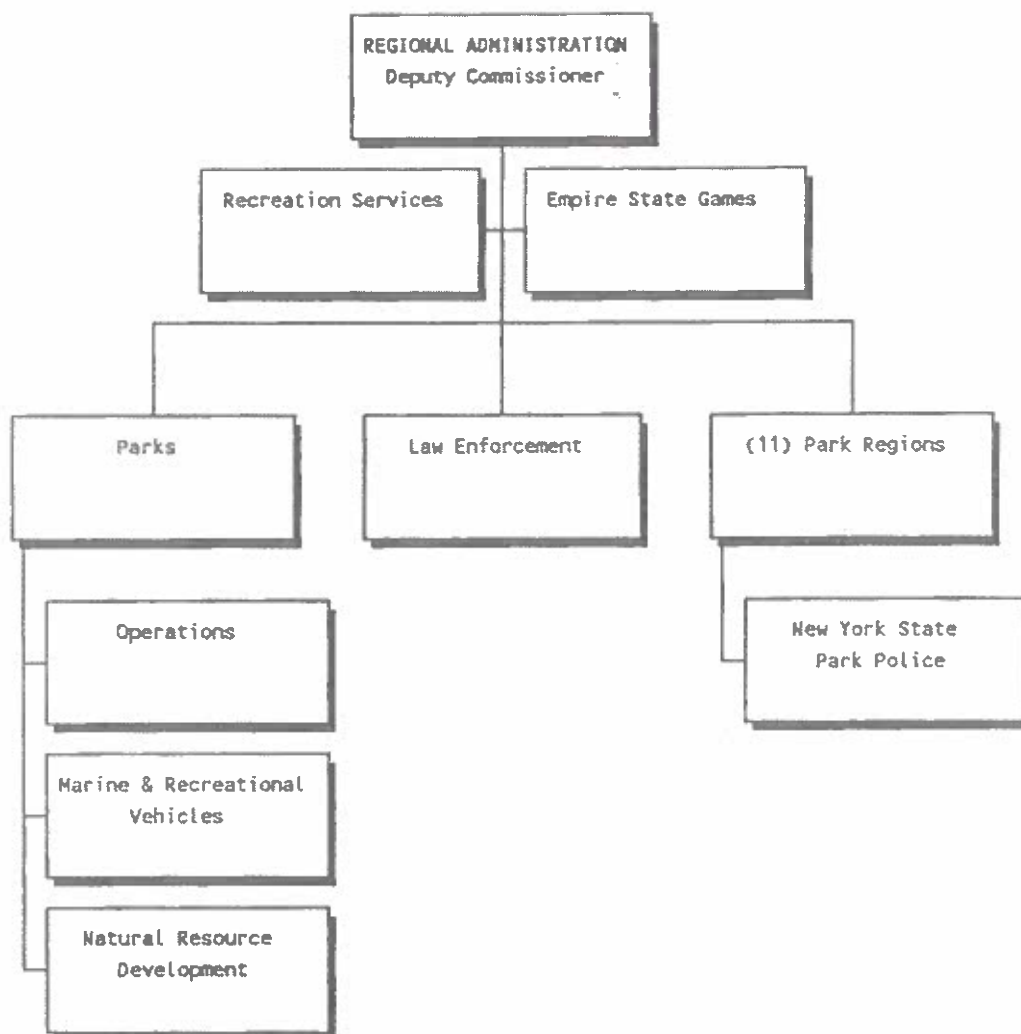 REGIONAL ADMINISTRATION
Deputy Commissioner
Recreation Services
Empire State Games
Parks
Law Enforcement
(11) Park Regions
Operations
New York State
Park Police
Marine & Recreational
Vehicles
Natural Resource
Development